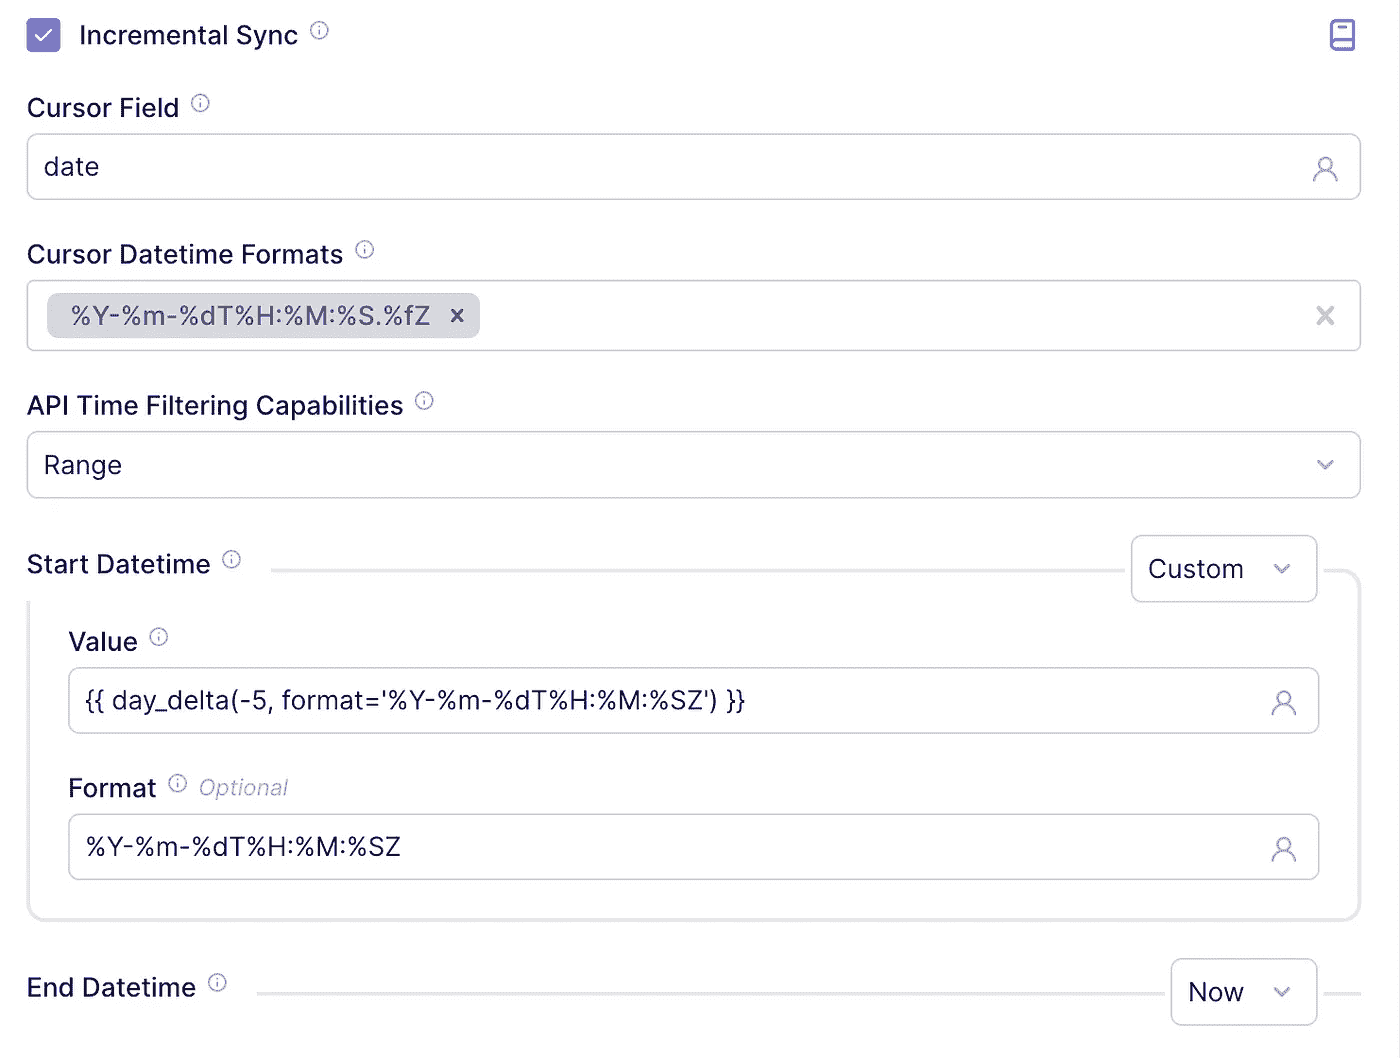 Incremental Sync
Cursor Field
date
Cursor Datetime Formats
%Y-%m-%dT%H:%M:%S.%fZ
API Time Filtering Capabilities
Range
Start Datetime
Custom
Value
{{ day_delta(-5, format='%Y-%m-%dT%H:%M:%SZ') }}
Format Optional
%Y-%m-%dT%H:%M:%SZ
End Datetime
Now